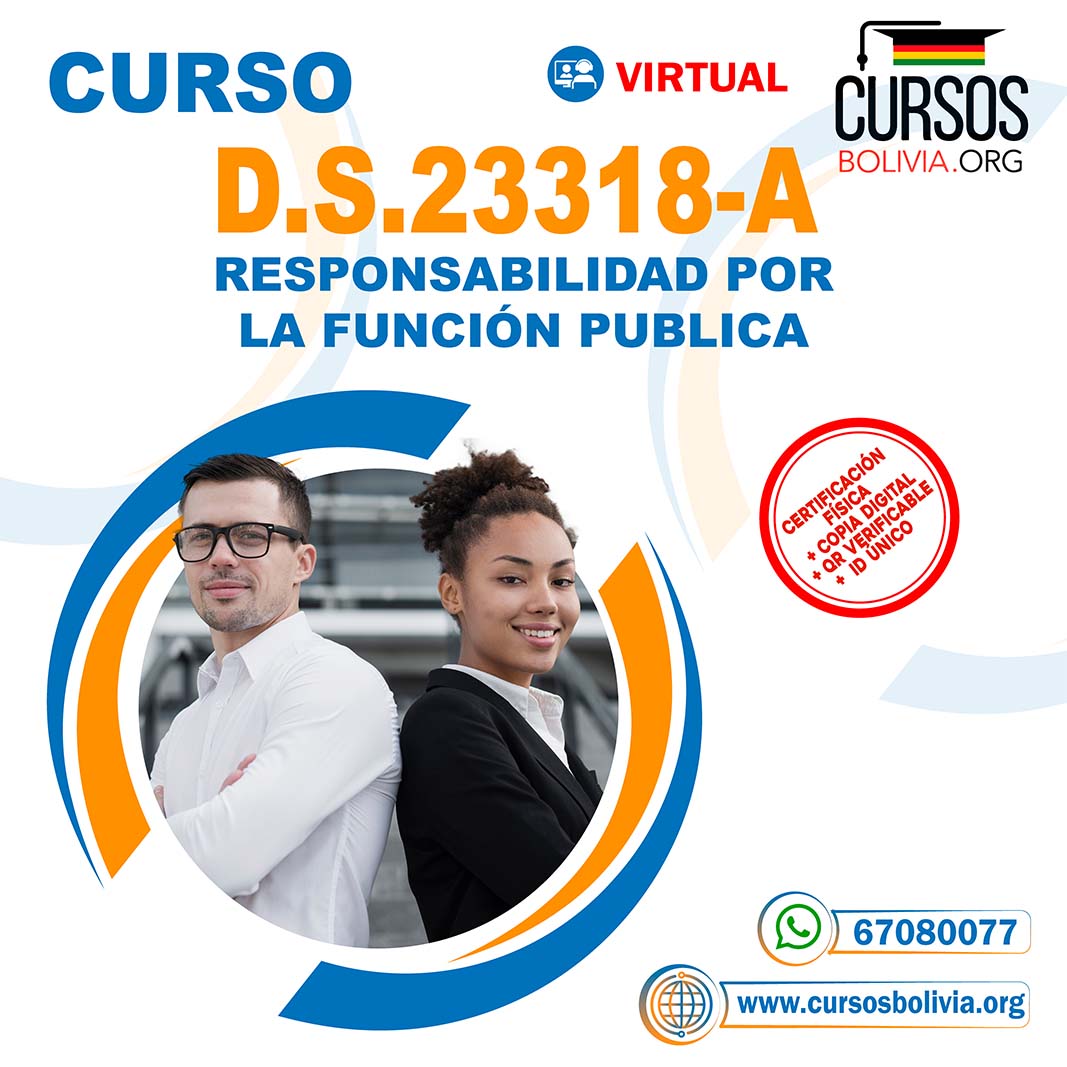 CURSO
VIRTUAL
CURSOS
BOLIVIA.ORG
D.S.23318-A
RESPONSABILIDAD POR
LA FUNCIÓN PUBLICA
CERTIFICACIÓN
FÍSICA
+ COPIA DIGITAL
+ QR VERIFICABLE
+ ID ÚNICO
67080077
www.cursosbolivia.org